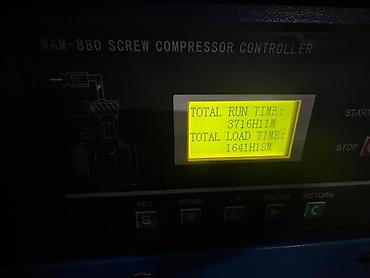 MAM-880 SCREW COMPRESSOR CONTROLLER
TOTAL RUN TIME:
3716H11M
TOTAL LOAD TIME:
1641H18M
START
STOP
SET DOWN UP ENTER RETURN
S C